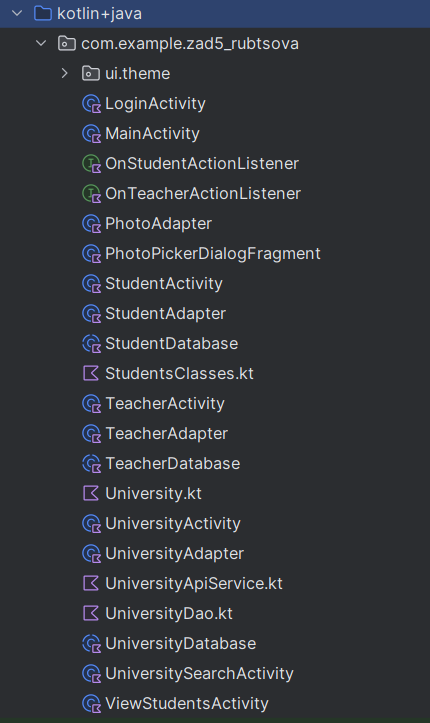 kotlin+java
com.example.zad5_rubtsova
ui.theme
LoginActivity
MainActivity
OnStudentActionListener
OnTeacherActionListener
PhotoAdapter
PhotoPickerDialogFragment
StudentActivity
StudentAdapter
StudentDatabase
StudentsClasses.kt
TeacherActivity
TeacherAdapter
TeacherDatabase
University.kt
UniversityActivity
UniversityAdapter
UniversityApiService.kt
UniversityDao.kt
UniversityDatabase
UniversitySearchActivity
ViewStudentsActivity